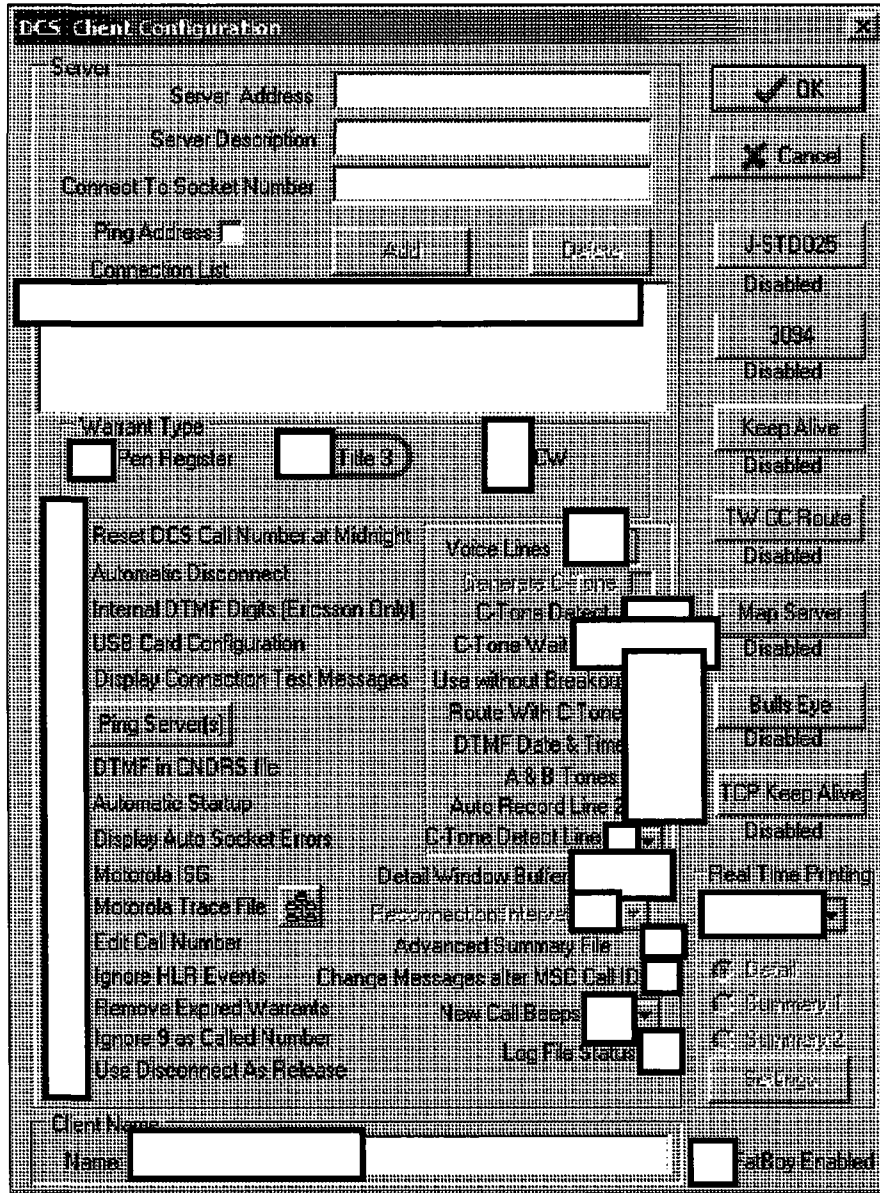 DCS Client Configuration
Server
Server Address
Server Description
Connect To Socket Number
Ping Address
Add
Delete
Connection List
OK
Cancel
J-STD025
Disabled
3094
Disabled
Keep Alive
Disabled
TW CC Route
Disabled
Map Server
Disabled
Bulls Eye
Disabled
TCP Keep Alive
Disabled
Warrant Type
Pen Register
Title 3
CW
Reset DCS Call Number at Midnight
Automatic Disconnect
Internal DTMF Digits (Ericsson Only)
USB Card Configuration
Display Connection Test Messages
Ping Server(s)
DTMF in CNDRS file
Automatic Startup
Display Auto Socket Errors
Motorola SG
Motorola Trace File
Edit Call Number
Ignore HLR Events
Remove Expired Warrants
Ignore 9 as Called Number
Use Disconnect As Release
Voice Lines
Generate C-Tone
C-Tone Detect
C-Tone Wait
Use without Breakout
Route With C Tone
DTMF Date & Time
A & B Tones
Auto Record Line 2
C-Tone Detect Line
Detail Window Buffer
Reconnection Interval
Advanced Summary File
Change Messages alter MSC Call ID
New Call Beeps
Log File Status
Real Time Printing
Detail
Summary 1
Summary 2
Client Name
Name
atBoy Enabled